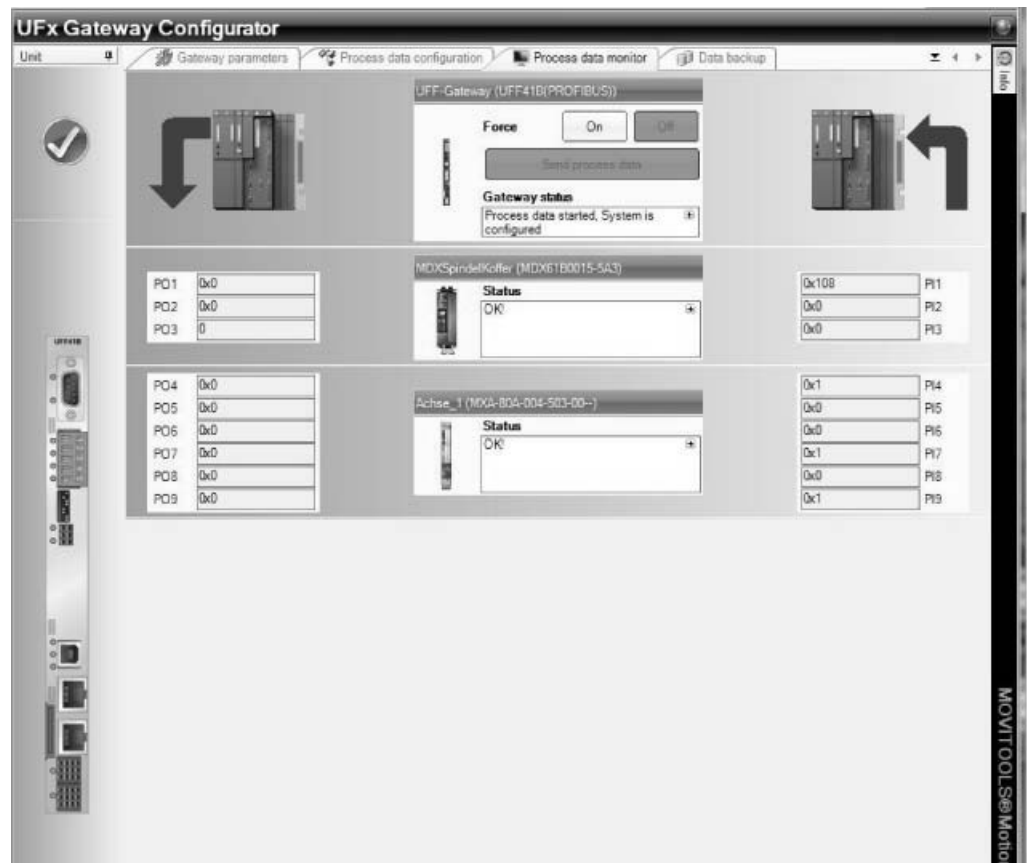 UFx Gateway Configurator
Unit
Gateway parameters
Process data configuration
Process data monitor
Data backup
Info
UFF-Gateway (UFF41B(PROFIBUS))
Force On Off
Send process data
Gateway status
Process data started, System is
configured
MDXSpindelKoffer (MDX61B0015-5A3)
Status
OK!
PO1 0x0
PO2 0x0
PO3 0
0x108 PI1
0x0 PI2
0x0 PI3
UFF41B
Achse_1 (MXA-80A-004-503-00--)
Status
OK!
PO4 0x0
PO5 0x0
PO6 0x0
PO7 0x0
PO8 0x0
PO9 0x0
0x1 PI4
0x0 PI5
0x0 PI6
0x1 PI7
0x0 PI8
0x1 PI9
MOVITOOLS®Motio